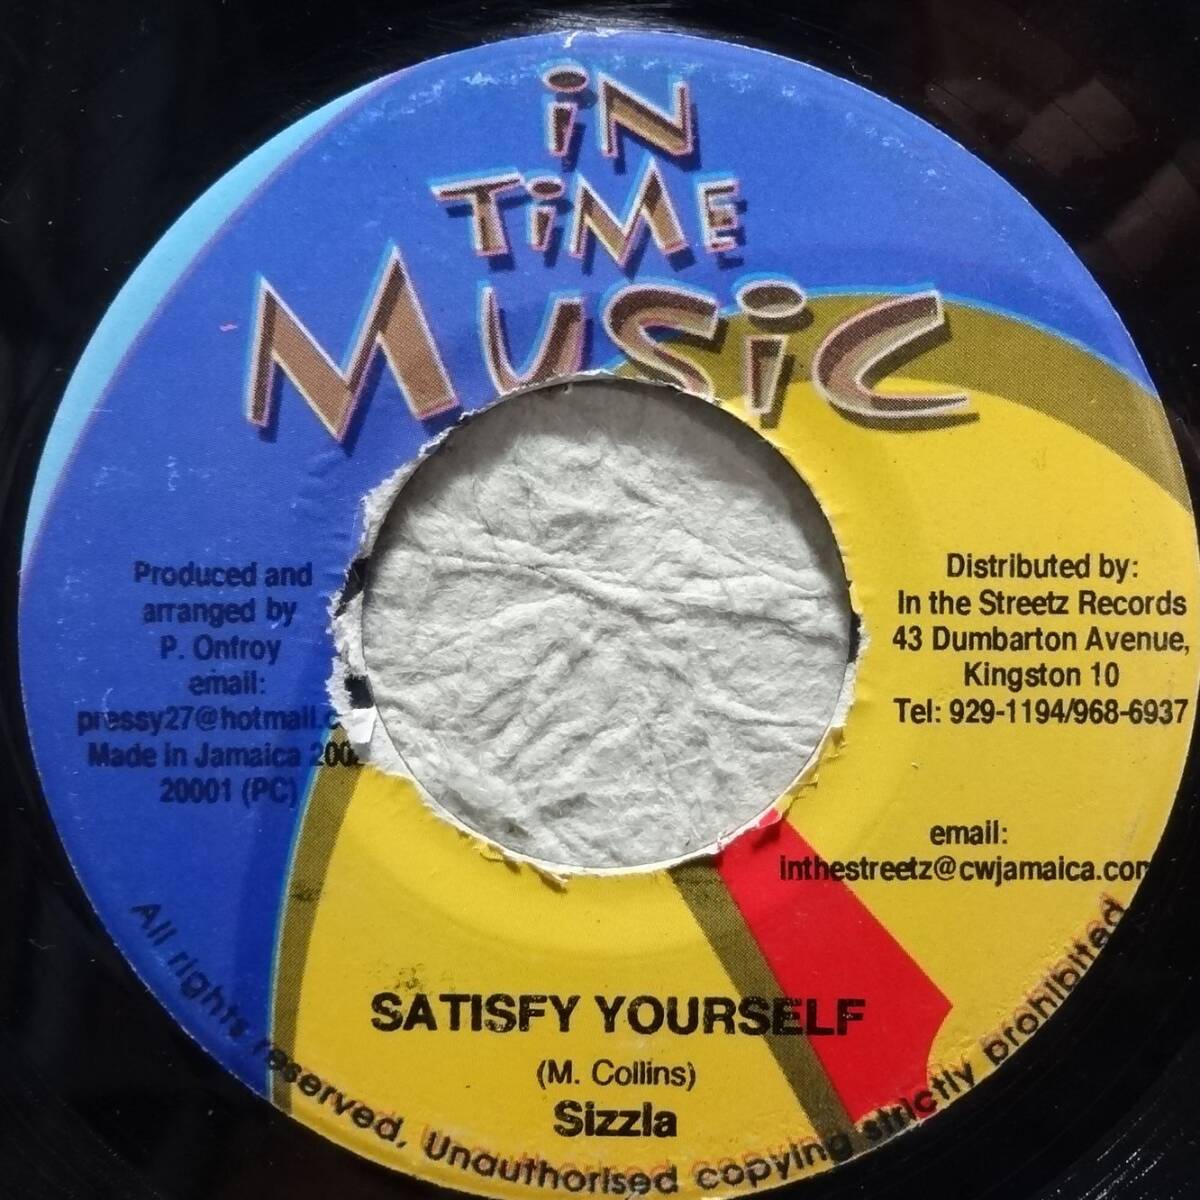 iN
TiME
MUSiC
Produced and
arranged by
P. Onfroy
email:
pressy27@hotmail.c
Made in Jamaica 200
20001 (PC)
Distributed by:
In the Streetz Records
43 Dumbarton Avenue,
Kingston 10
Tel: 929-1194/968-6937
email:
inthestreetz@cwjamaica.com
SATISFY YOURSELF
(M. Collins)
Sizzla
All rights reserved, Unauthorised copying strictly prohibited